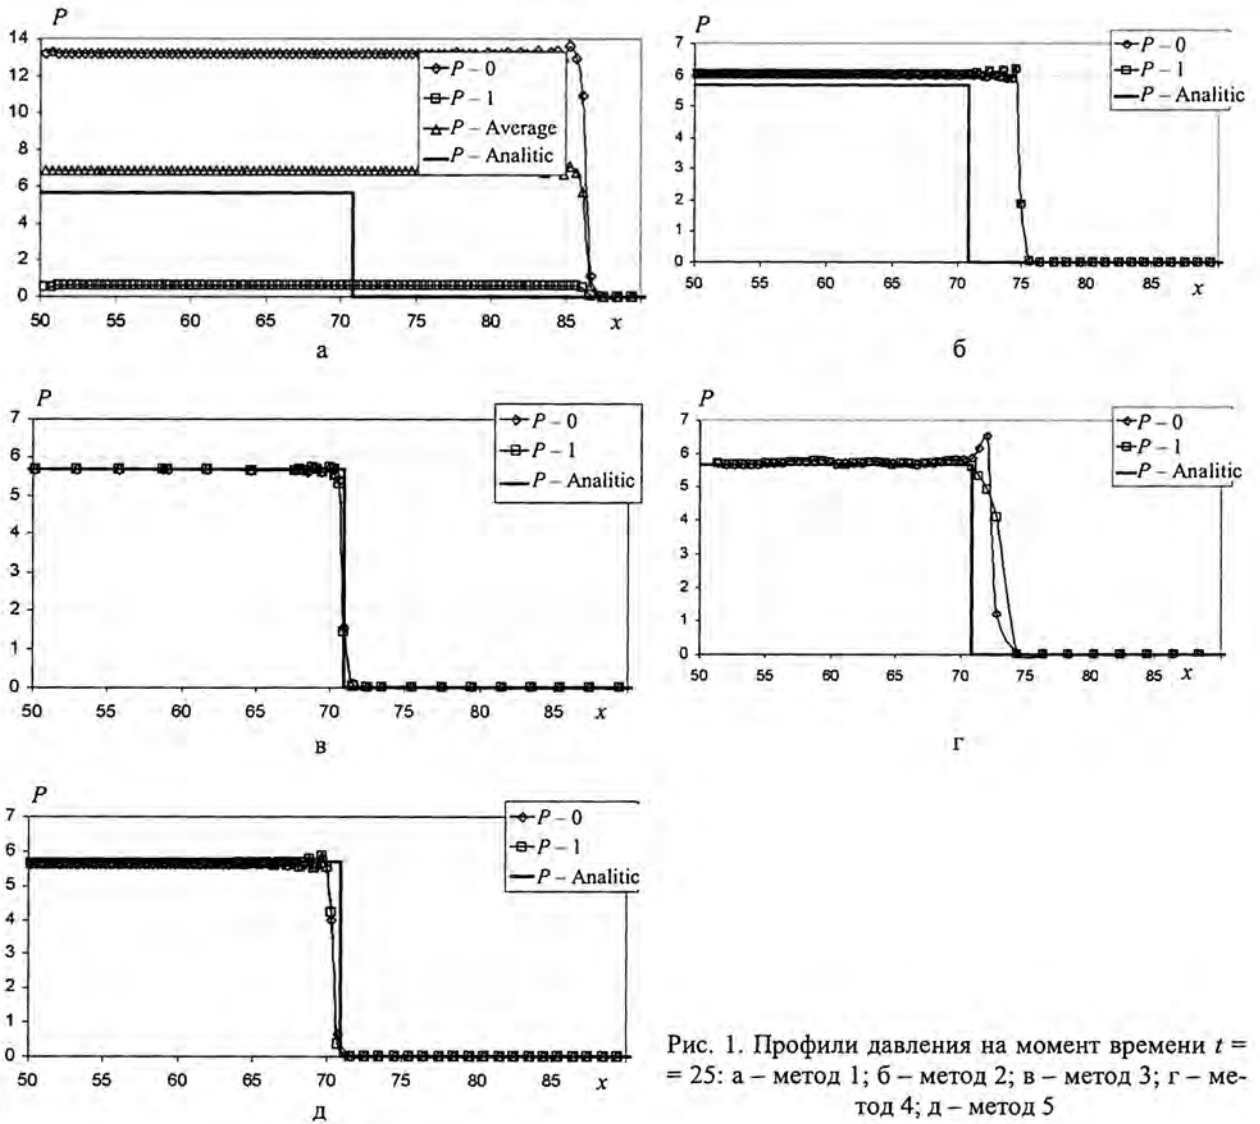 P
14
12
10
8
6
4
2
0
50 55 60 65 70 75 80 85 x
P – 0
P – 1
P – Average
P – Analitic
а
P
7
6
5
4
3
2
1
0
50 55 60 65 70 75 80 85 x
P – 0
P – 1
P – Analitic
б
P
7
6
5
4
3
2
1
0
50 55 60 65 70 75 80 85 x
P – 0
P – 1
P – Analitic
в
P
7
6
5
4
3
2
1
0
50 55 60 65 70 75 80 85 x
P – 0
P – 1
P – Analitic
г
P
7
6
5
4
3
2
1
0
50 55 60 65 70 75 80 85 x
P – 0
P – 1
P – Analitic
д
Рис. 1. Профили давления на момент времени t =
= 25: а – метод 1; б – метод 2; в – метод 3; г – ме-
тод 4; д – метод 5